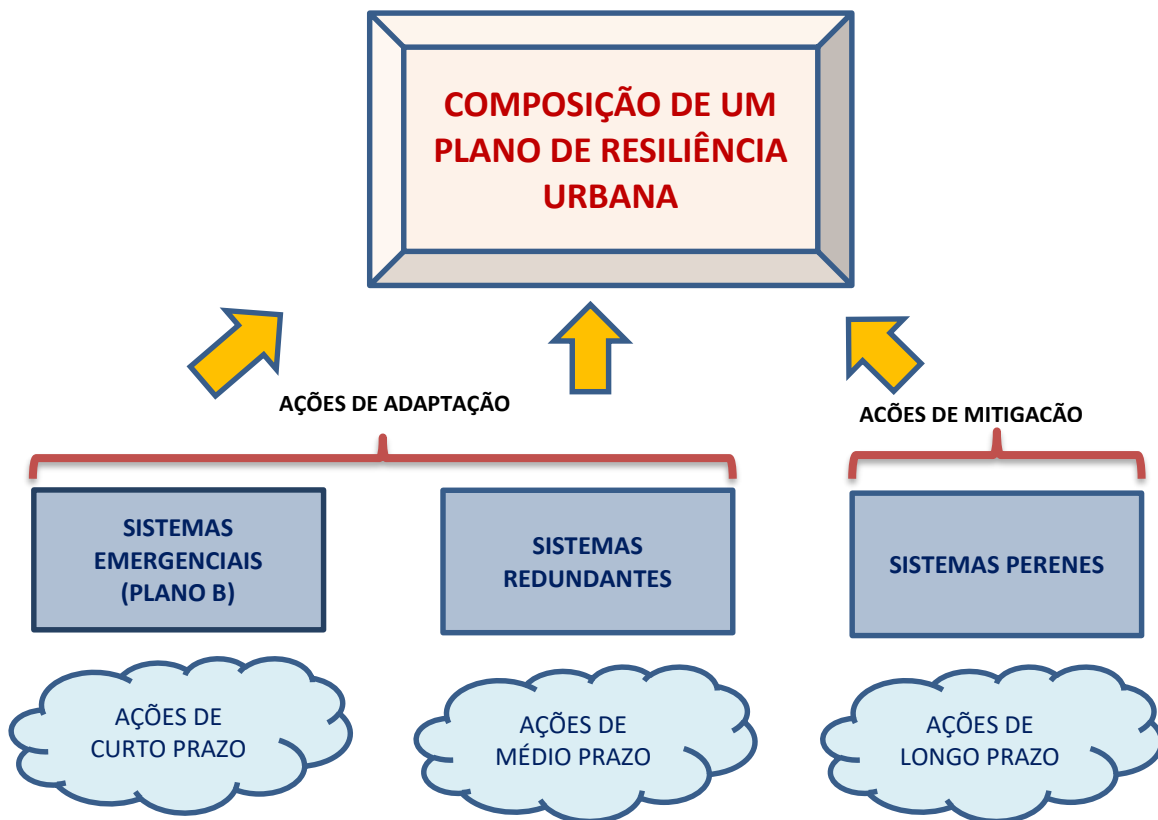 COMPOSIÇÃO DE UM
PLANO DE RESILIÊNCIA
URBANA
AÇÕES DE ADAPTAÇÃO
ACÕES DE MITIGACÃO
SISTEMAS
EMERGENCIAIS
(PLANO B)
SISTEMAS
REDUNDANTES
SISTEMAS PERENES
AÇÕES DE
CURTO PRAZO
AÇÕES DE
MÉDIO PRAZO
AÇÕES DE
LONGO PRAZO